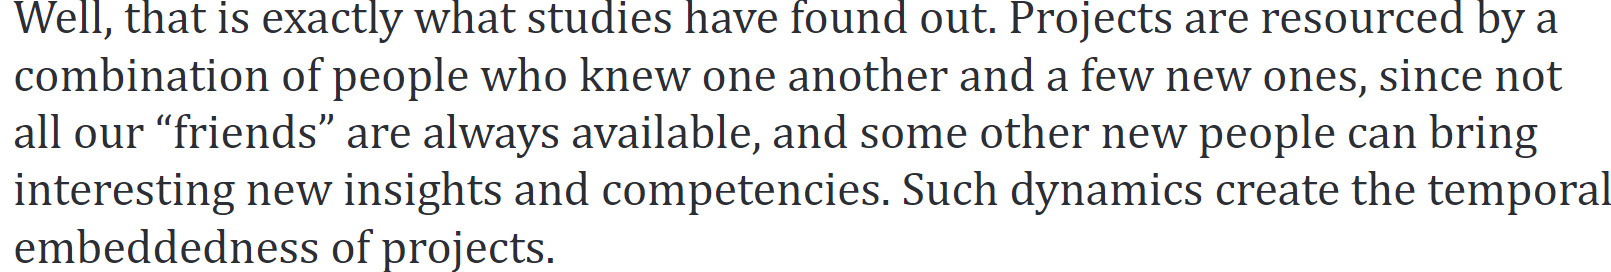 Well, that is exactly what studies have found out. Projects are resourced by a
combination of people who knew one another and a few new ones, since not
all our “friends” are always available, and some other new people can bring
interesting new insights and competencies. Such dynamics create the temporal
embeddedness of projects.